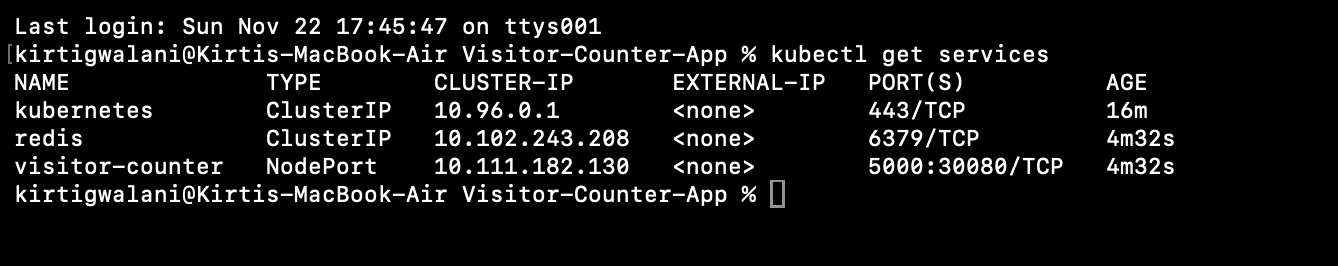 Last login: Sun Nov 22 17:45:47 on ttys001
[kirtigwalani@Kirtis-MacBook-Air Visitor-Counter-App % kubectl get services
NAME TYPE CLUSTER-IP EXTERNAL-IP PORT(S) AGE
kubernetes ClusterIP 10.96.0.1 <none> 443/TCP 16m
redis ClusterIP 10.102.243.208 <none> 6379/TCP 4m32s
visitor-counter NodePort 10.111.182.130 <none> 5000:30080/TCP 4m32s
kirtigwalani@Kirtis-MacBook-Air Visitor-Counter-App %